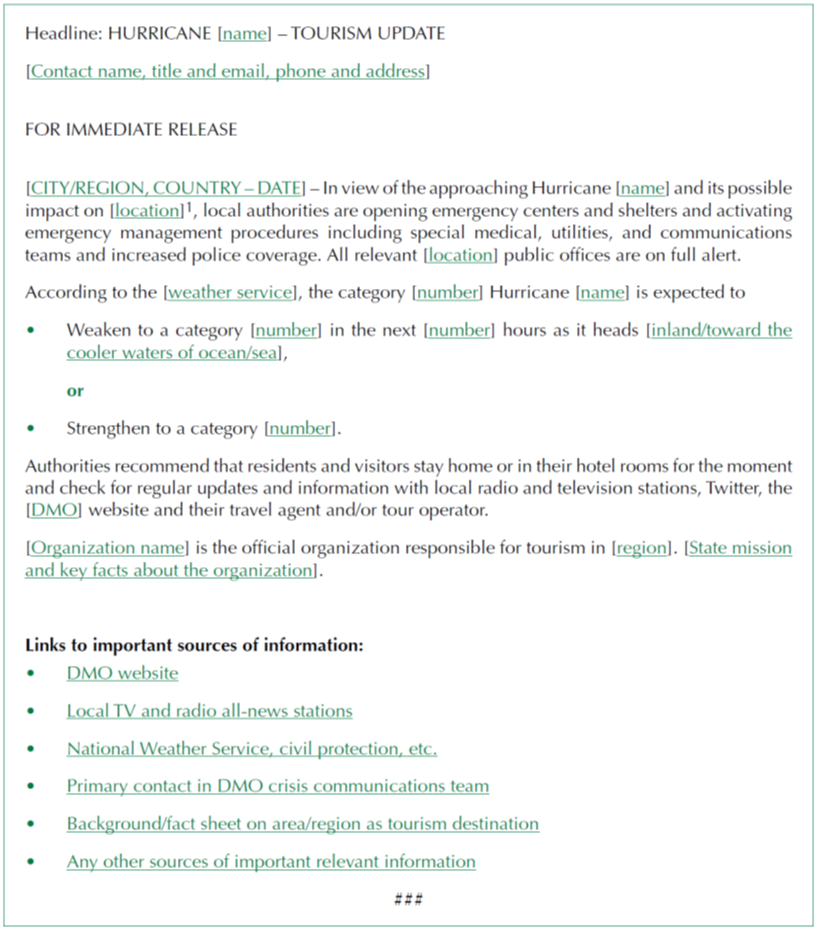 Headline: HURRICANE [name] – TOURISM UPDATE
[Contact name, title and email, phone and address]
FOR IMMEDIATE RELEASE
[CITY/REGION, COUNTRY – DATE] – In view of the approaching Hurricane [name] and its possible
impact on [location]¹, local authorities are opening emergency centers and shelters and activating
emergency management procedures including special medical, utilities, and communications
teams and increased police coverage. All relevant [location] public offices are on full alert.
According to the [weather service], the category [number] Hurricane [name] is expected to
• Weaken to a category [number] in the next [number] hours as it heads [inland/toward the
cooler waters of ocean/sea],
or
• Strengthen to a category [number].
Authorities recommend that residents and visitors stay home or in their hotel rooms for the moment
and check for regular updates and information with local radio and television stations, Twitter, the
[DMO] website and their travel agent and/or tour operator.
[Organization name] is the official organization responsible for tourism in [region]. [State mission
and key facts about the organization].
Links to important sources of information:
• DMO website
• Local TV and radio all-news stations
• National Weather Service, civil protection, etc.
• Primary contact in DMO crisis communications team
• Background/fact sheet on area/region as tourism destination
• Any other sources of important relevant information
###